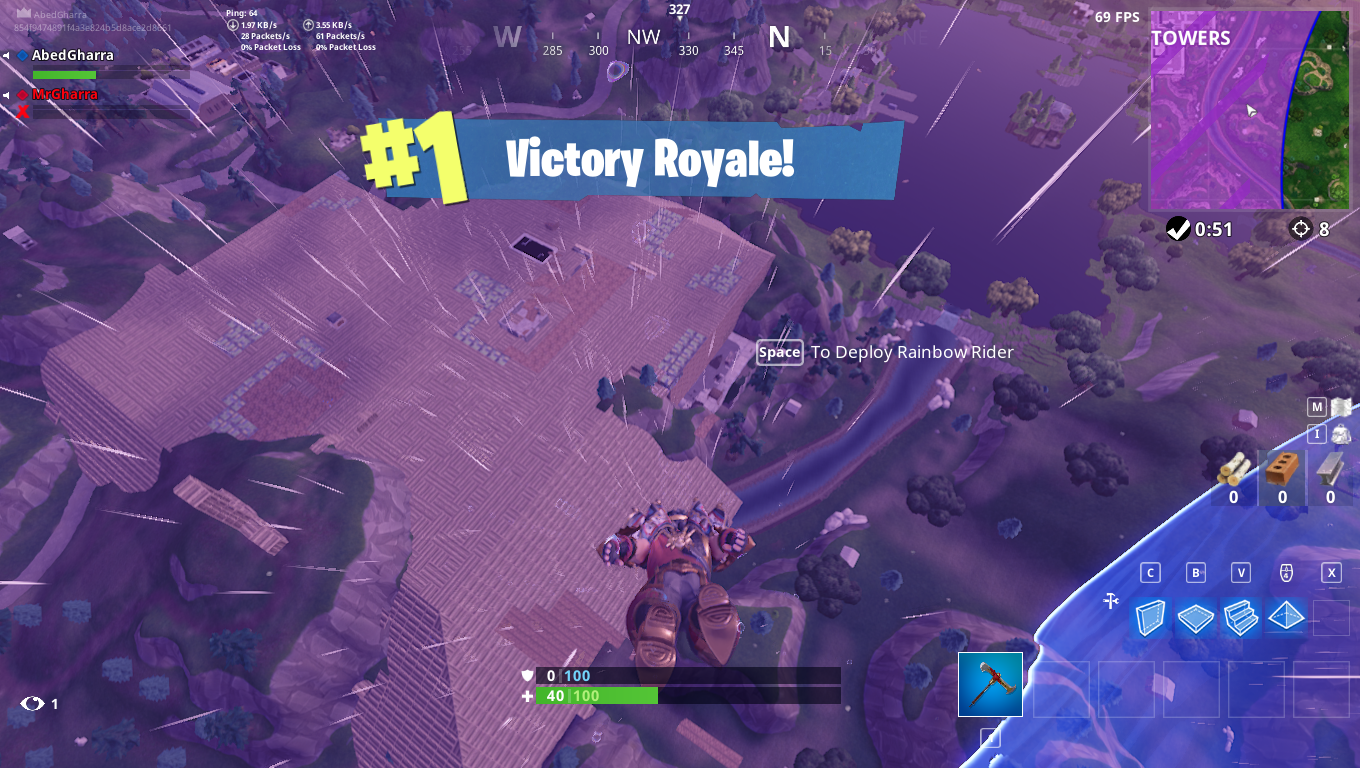 AbedGharra
Ping: 64
1.97 KB/s
3.55 KB/s
28 Packets/s
61 Packets/s
0% Packet Loss
0% Packet Loss
AbedGharra
MrGharra
327
W 285 300 NW 330 345 N 15 NE
69 FPS
TOWERS
0:51
8
#1 Victory Royale!
Space To Deploy Rainbow Rider
M
I
0 0 0
C B V 4 X
0 | 100
40 | 100
1